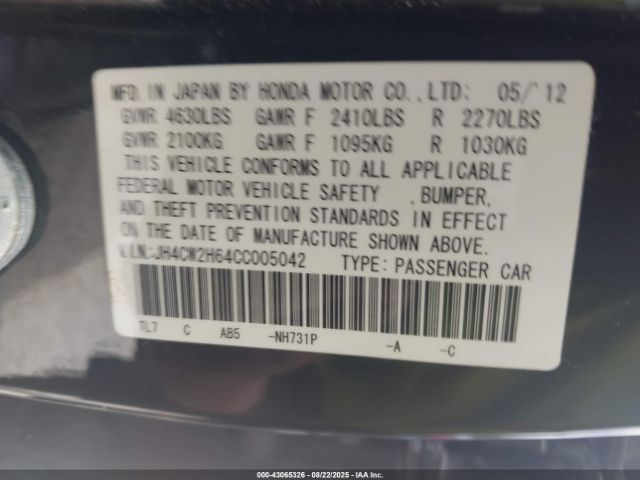 MFD. IN JAPAN BY HONDA MOTOR CO., LTD: 05/12
GVWR 4630LBS GAWR F 2410LBS R 2270LBS
GVWR 2100KG GAWR F 1095KG R 1030KG
THIS VEHICLE CONFORMS TO ALL APPLICABLE
FEDERAL MOTOR VEHICLE SAFETY , BUMPER,
AND THEFT PREVENTION STANDARDS IN EFFECT
ON THE DATE OF MANUFACTURE SHOWN ABOVE.
V.I.N:JH4CW2H64CC005042 TYPE: PASSENGER CAR
TL7 C AB5 -NH731P -A -C
000-43065326 - 08/22/2025 - IAAI.COM